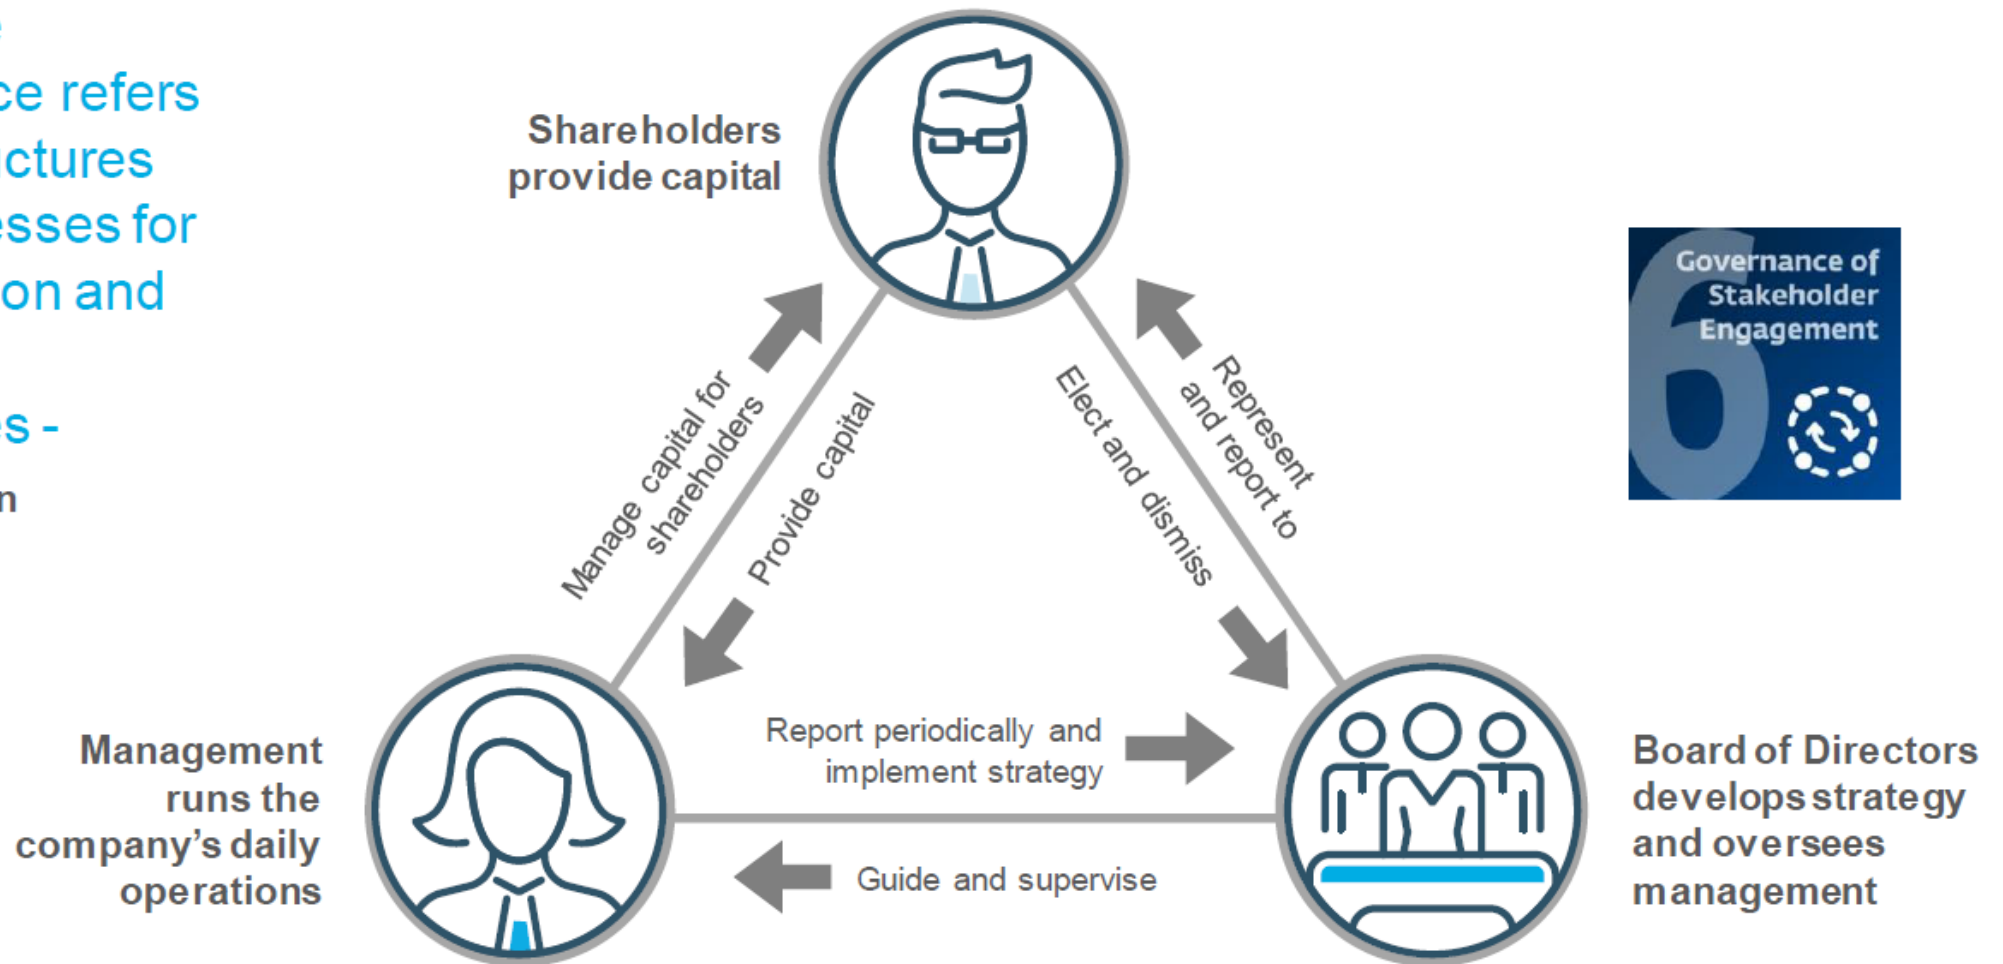 ce refers
ctures
esses for
on and
s -
n
Shareholders
provide capital
Manage capital for
shareholders
Provide capital
Elect and dismiss
Represent
and report to
6
Governance of
Stakeholder
Engagement
Management
runs the
company's daily
operations
Report periodically and
implement strategy
Guide and supervise
Board of Directors
develops strategy
and oversees
management